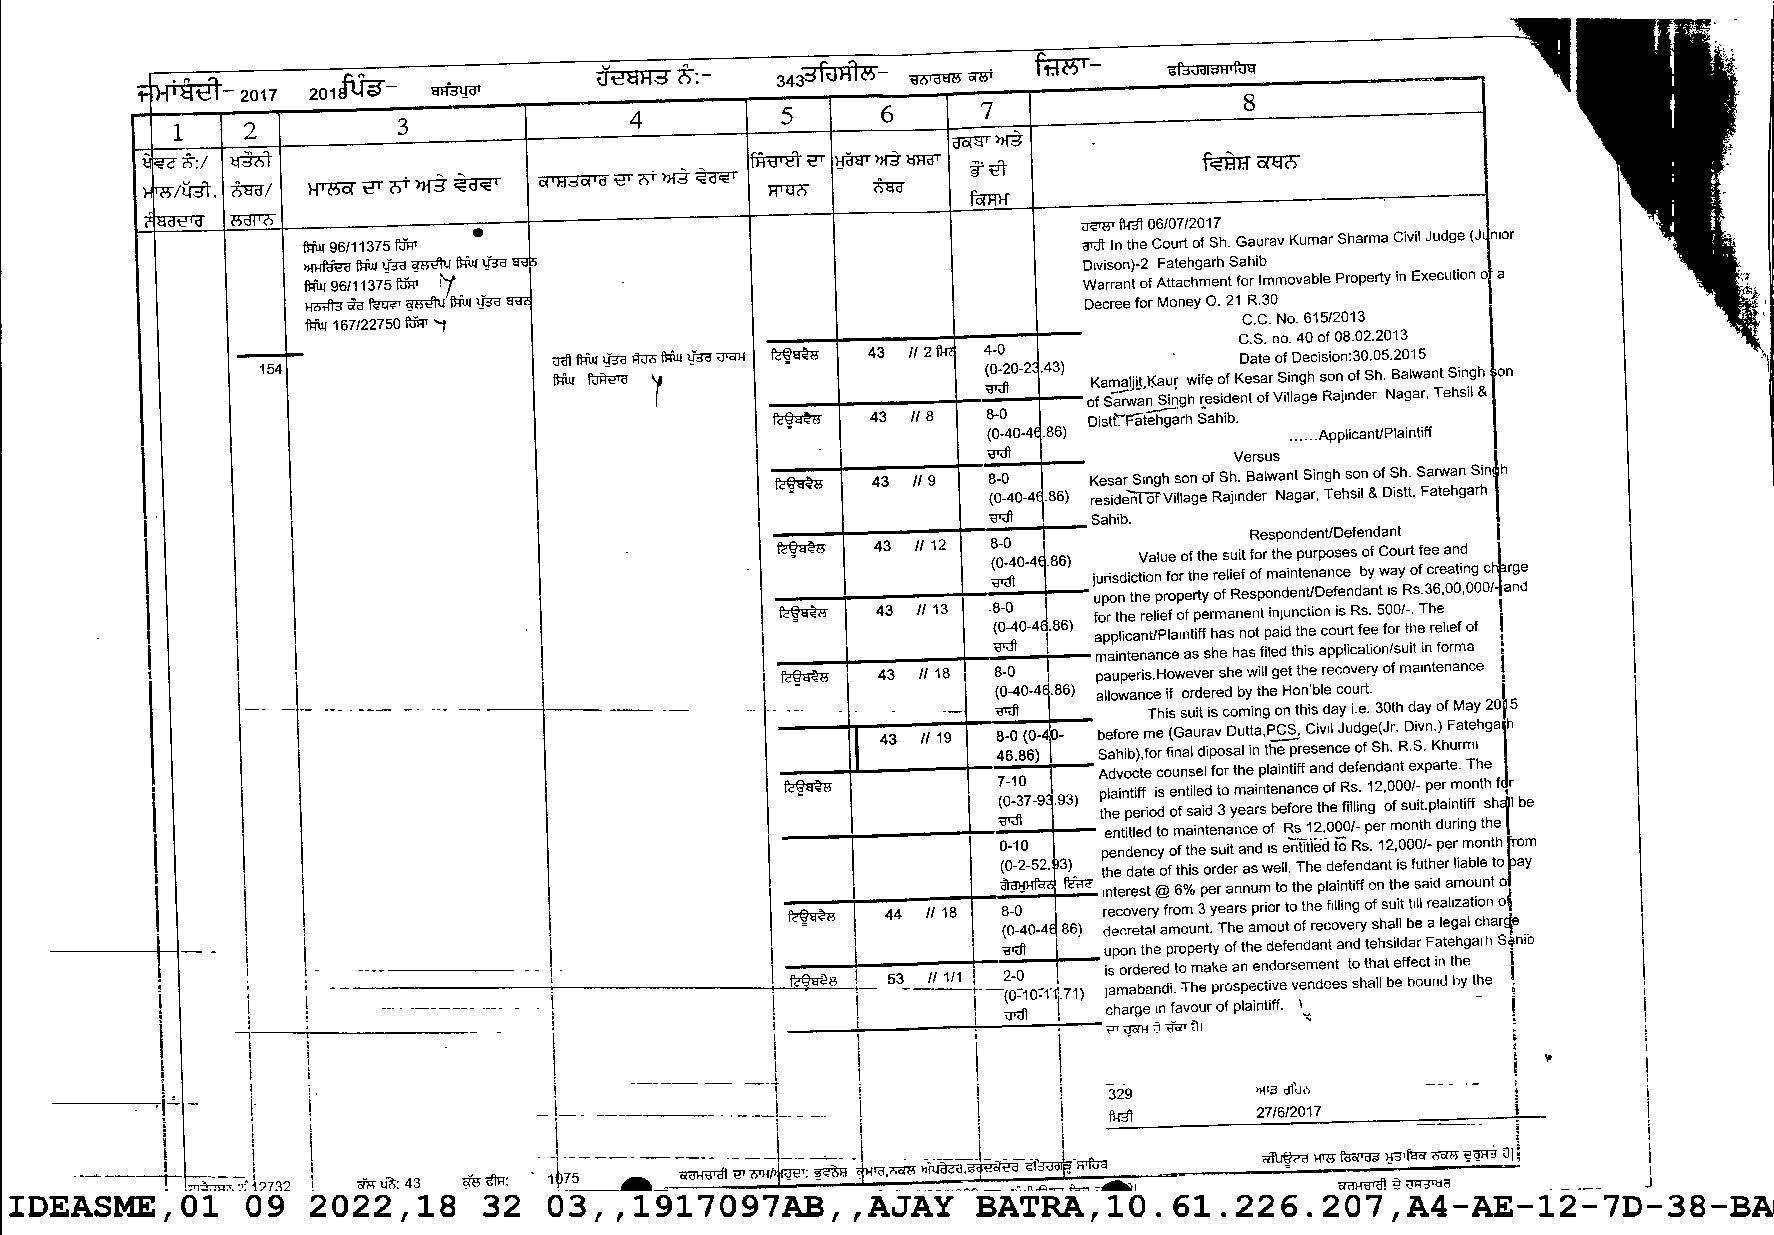 ਜਮਾਂਬੰਦੀ- 2017 2018 ਪਿੰਡ- ਬਸੰਤਪੁਰਾ ਹੱਦਬਸਤ ਨੰ:- 343 ਤਹਿਸੀਲ- ਚਨਾਰਥਲ ਕਲਾਂ ਜ਼ਿਲਾ- ਫਤਿਹਗੜਸਾਹਿਬ
1 2 3 4 5 6 7 8
ਖੇਵਟ ਨੰ:/
ਮਾਲ/ਪੱਤੀ.
ਨੰਬਰਦਾਰ
ਖਤੌਨੀ
ਨੰਬਰ/
ਲਗਾਨ
ਮਾਲਕ ਦਾ ਨਾਂ ਅਤੇ ਵੇਰਵਾ
ਕਾਸ਼ਤਕਾਰ ਦਾ ਨਾਂ ਅਤੇ ਵੇਰਵਾ
ਸਿੰਚਾਈ ਦਾ
ਸਾਧਨ
ਮੁਰੱਬਾ ਅਤੇ ਖਸਰਾ
ਨੰਬਰ
ਰਕਬਾ ਅਤੇ
ਭੌਂ ਦੀ
ਕਿਸਮ
ਵਿਸ਼ੇਸ਼ ਕਥਨ
ਸਿੰਘ 96/11375 ਹਿੱਸਾ
ਅਮਰਿੰਦਰ ਸਿੰਘ ਪੁੱਤਰ ਕੁਲਦੀਪ ਸਿੰਘ ਪੁੱਤਰ ਬਚਨ
ਸਿੰਘ 96/11375 ਹਿੱਸਾ
ਮਨਜੀਤ ਕੌਰ ਵਿਧਵਾ ਕੁਲਦੀਪ ਸਿੰਘ ਪੁੱਤਰ ਬਚਨ
ਸਿੰਘ 167/22750 ਹਿੱਸਾ
154
ਹਰੀ ਸਿੰਘ ਪੁੱਤਰ ਸੋਹਨ ਸਿੰਘ ਪੁੱਤਰ ਹਾਕਮ
ਸਿੰਘ ਹਿਸੇਦਾਰ
ਟਿਊਬਵੈਲ 43 // 2 ਮਿਨ 4-0
(0-20-23.43)
ਚਾਹੀ
ਟਿਊਬਵੈਲ 43 // 8 8-0
(0-40-46.86)
ਚਾਹੀ
ਟਿਊਬਵੈਲ 43 // 9 8-0
(0-40-46.86)
ਚਾਹੀ
ਟਿਊਬਵੈਲ 43 // 12 8-0
(0-40-46.86)
ਚਾਹੀ
ਟਿਊਬਵੈਲ 43 // 13 8-0
(0-40-46.86)
ਚਾਹੀ
ਟਿਊਬਵੈਲ 43 // 18 8-0
(0-40-46.86)
ਚਾਹੀ
43 // 19 8-0 (0-40-
46.86)
ਟਿਊਬਵੈਲ 7-10
(0-37-93.93)
ਚਾਹੀ
0-10
(0-2-52.93)
ਗੈਰਮੁਮਕਿਨ ਇੰਜਣ
ਟਿਊਬਵੈਲ 44 // 18 8-0
(0-40-46.86)
ਚਾਹੀ
ਟਿਊਬਵੈਲ 53 // 1/1 2-0
(0-10-11.71)
ਚਾਹੀ
ਹਵਾਲਾ ਮਿਤੀ 06/07/2017
ਰਾਹੀ In the Court of Sh. Gaurav Kumar Sharma Civil Judge (Junior
Divison)-2 Fatehgarh Sahib
Warrant of Attachment for Immovable Property in Execution of a
Decree for Money O. 21 R.30
C.C. No. 615/2013
C.S. no. 40 of 08.02.2013
Date of Decision:30.05.2015
Kamaljit,Kaur wife of Kesar Singh son of Sh. Balwant Singh son
of Sarwan Singh resident of Village Rajinder Nagar, Tehsil &
Distt. Fatehgarh Sahib.
......Applicant/Plaintiff
Versus
Kesar Singh son of Sh. Balwant Singh son of Sh. Sarwan Singh
resident of Village Rajinder Nagar, Tehsil & Distt. Fatehgarh
Sahib.
Respondent/Defendant
Value of the suit for the purposes of Court fee and
jurisdiction for the relief of maintenance by way of creating charge
upon the property of Respondent/Defendant is Rs.36,00,000/- and
for the relief of permanent injunction is Rs. 500/-. The
applicant/Plaintiff has not paid the court fee for the relief of
maintenance as she has filed this application/suit in forma
pauperis.However she will get the recovery of maintenance
allowance if ordered by the Hon'ble court.
This suit is coming on this day i.e. 30th day of May 2015
before me (Gaurav Dutta,PCS, Civil Judge(Jr. Divn.) Fatehgarh
Sahib),for final diposal in the presence of Sh. R.S. Khurmi
Advocte counsel for the plaintiff and defendant exparte. The
plaintiff is entiled to maintenance of Rs. 12,000/- per month for
the period of said 3 years before the filling of suit.plaintiff shall be
entitled to maintenance of Rs 12,000/- per month during the
pendency of the suit and is entitled to Rs. 12,000/- per month from
the date of this order as well. The defendant is futher liable to pay
interest @ 6% per annum to the plaintiff on the said amount of
recovery from 3 years prior to the filling of suit till realization of
decretal amount. The amout of recovery shall be a legal charge
upon the property of the defendant and tehsildar Fatehgarh Sahib
is ordered to make an endorsement to that effect in the
jamabandi. The prospective vendees shall be bound by the
charge in favour of plaintiff.
ਦਾ ਹੁਕਮ ਹੋ ਚੱਕਾ ਹੈ।
329 ਆੜ ਰਹਿਨ
ਮਿਤੀ 27/6/2017
12732 ਕੁੱਲ ਪੰਨੇ: 43 ਕੁੱਲ ਫੀਸ: 1075 ਕਰਮਚਾਰੀ ਦਾ ਨਾਮ/ਅਹੁਦਾ: ਭੁਵਨੇਸ਼ ਕੁਮਾਰ,ਨਕਲ ਅੋਪਰੇਟਰ,ਫ਼ਰਦਕੇਂਦਰ ਫਤਿਹਗੜ੍ਹ ਸਾਹਿਬ ਕੰਪਿਊਟਰ ਮਾਲ ਰਿਕਾਰਡ ਮੁਤਾਬਿਕ ਨਕਲ ਦੁਰੁਸਤ ਹੈ।
ਕਰਮਚਾਰੀ ਦੇ ਹਸਤਾਖਰ
IDEASME,01 09 2022,18 32 03,,1917097AB,,AJAY BATRA,10.61.226.207,A4-AE-12-7D-38-BA